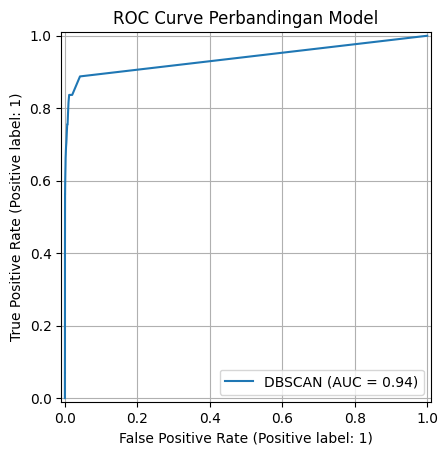 ROC Curve Perbandingan Model
True Positive Rate (Positive label: 1)
1.0
0.8
0.6
0.4
0.2
0.0
DBSCAN (AUC = 0.94)
0.0 0.2 0.4 0.6 0.8 1.0
False Positive Rate (Positive label: 1)